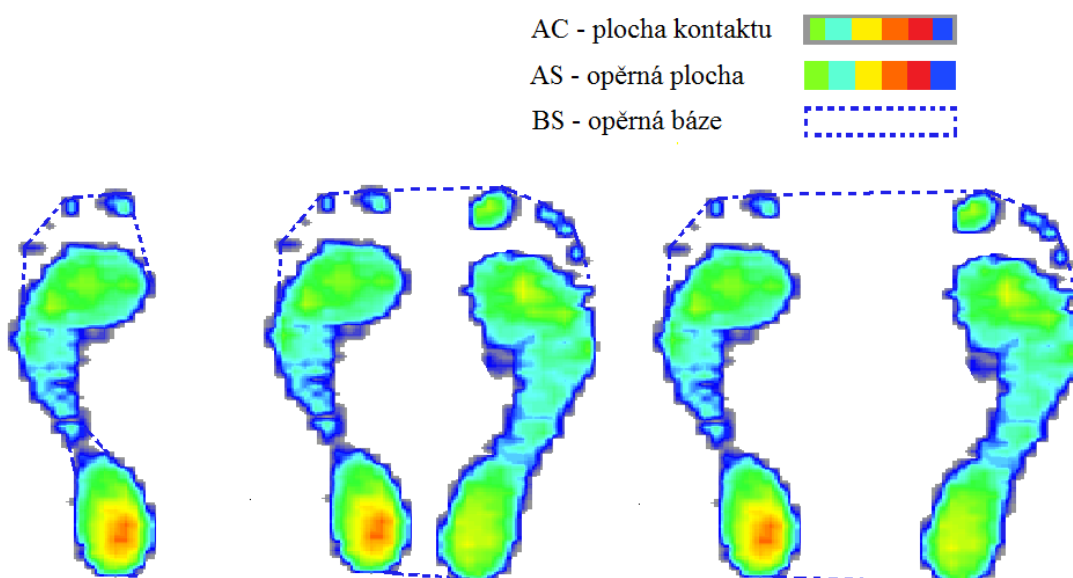 AC - plocha kontaktu
AS - opěrná plocha
BS - opěrná báze